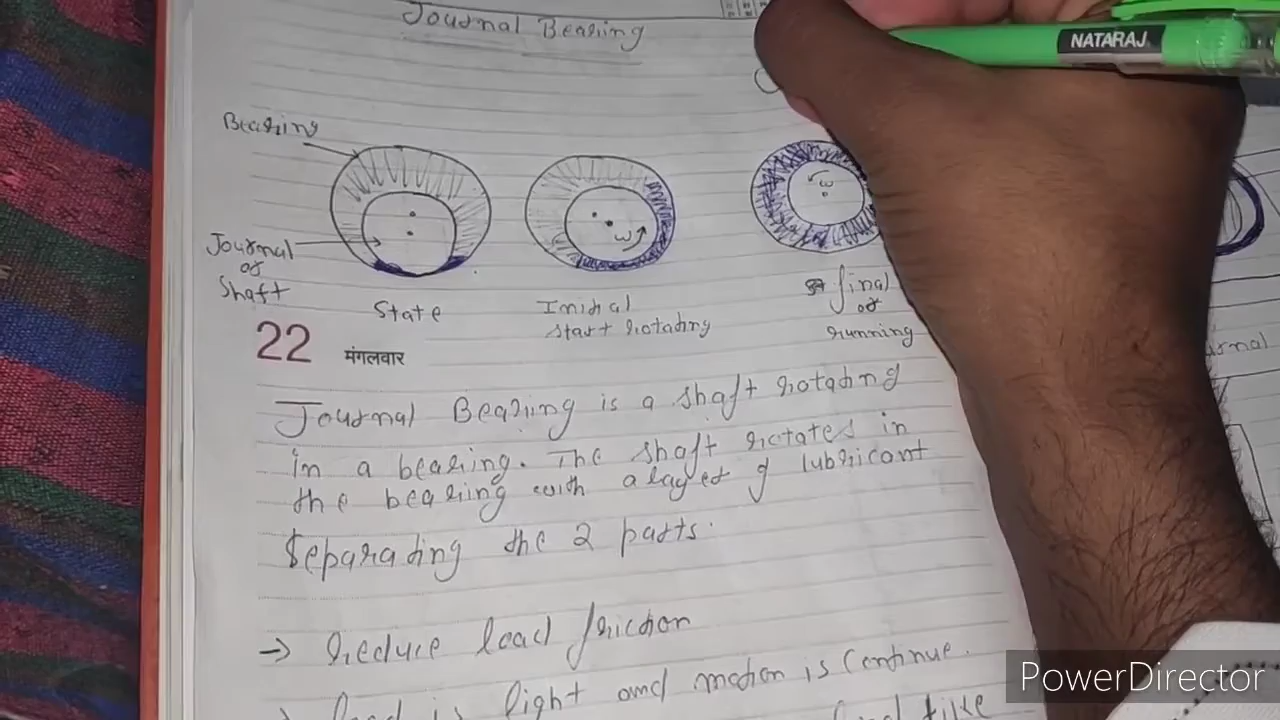 Journal Bearing
NATARAJ
Bearing
ω
ω
Journal
or
Shaft
State
Initial
start rotating
final
or
running
22 मंगलवार
Journal Bearing is a shaft rotating
in a bearing. The shaft rotates in
the bearing with a layer of lubricant
Separating the 2 parts.
→ reduce load friction
→ load is light and motion is continue.
PowerDirector